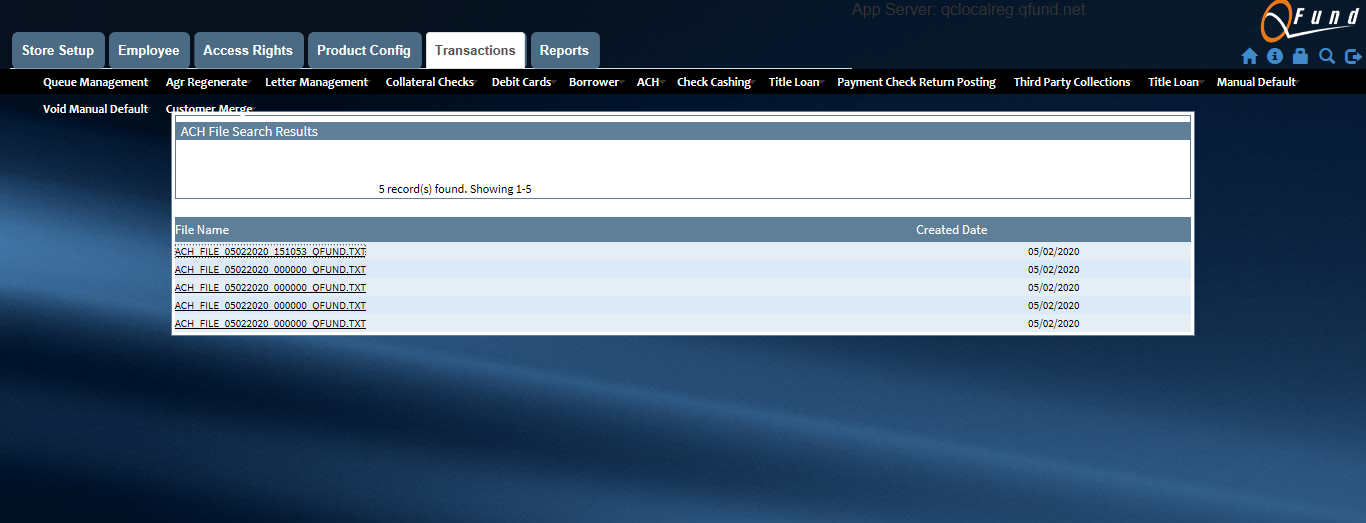 App Server: qclocalreg.qfund.net
QFund
Store Setup Employee Access Rights Product Config Transactions Reports
Queue Management Agr Regenerate Letter Management Collateral Checks Debit Cards Borrower ACH Check Cashing Title Loan Payment Check Return Posting Third Party Collections Title Loan Manual Default
Void Manual Default Customer Merge
ACH File Search Results
5 record(s) found. Showing 1-5
File Name Created Date
ACH_FILE_05022020_151053_QFUND.TXT 05/02/2020
ACH_FILE_05022020_000000_QFUND.TXT 05/02/2020
ACH_FILE_05022020_000000_QFUND.TXT 05/02/2020
ACH_FILE_05022020_000000_QFUND.TXT 05/02/2020
ACH_FILE_05022020_000000_QFUND.TXT 05/02/2020